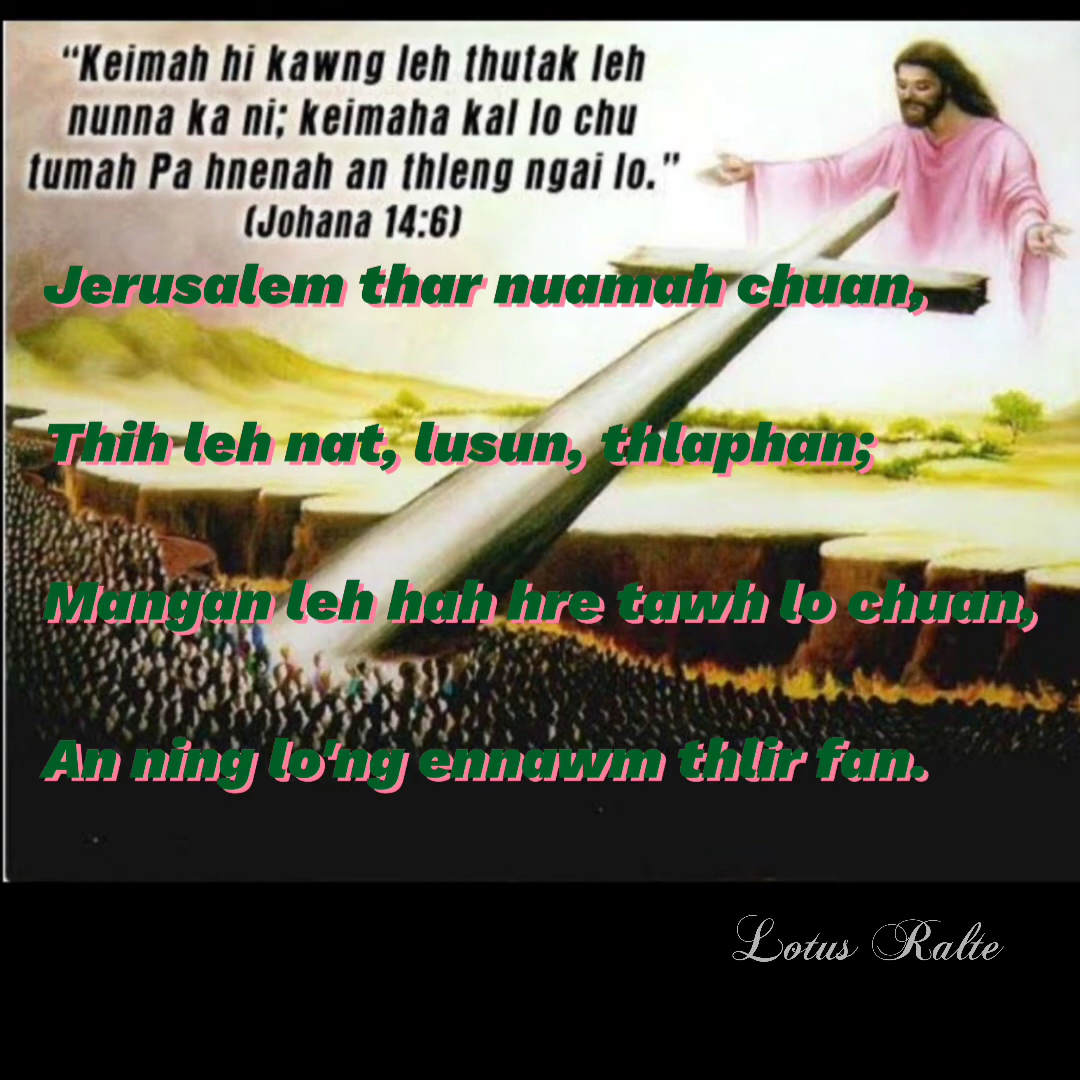 “Keimah hi kawng leh thutak leh
nunna ka ni; keimaha kal lo chu
tumah Pa hnenah an thleng ngai lo.”
(Johana 14:6)
Jerusalem thar nuamah chuan,
Thih leh nat, lusun, thlaphan;
Mangan leh hah hre tawh lo chuan,
An ning lo'ng ennawm thlir fan.
Lotus Ralte